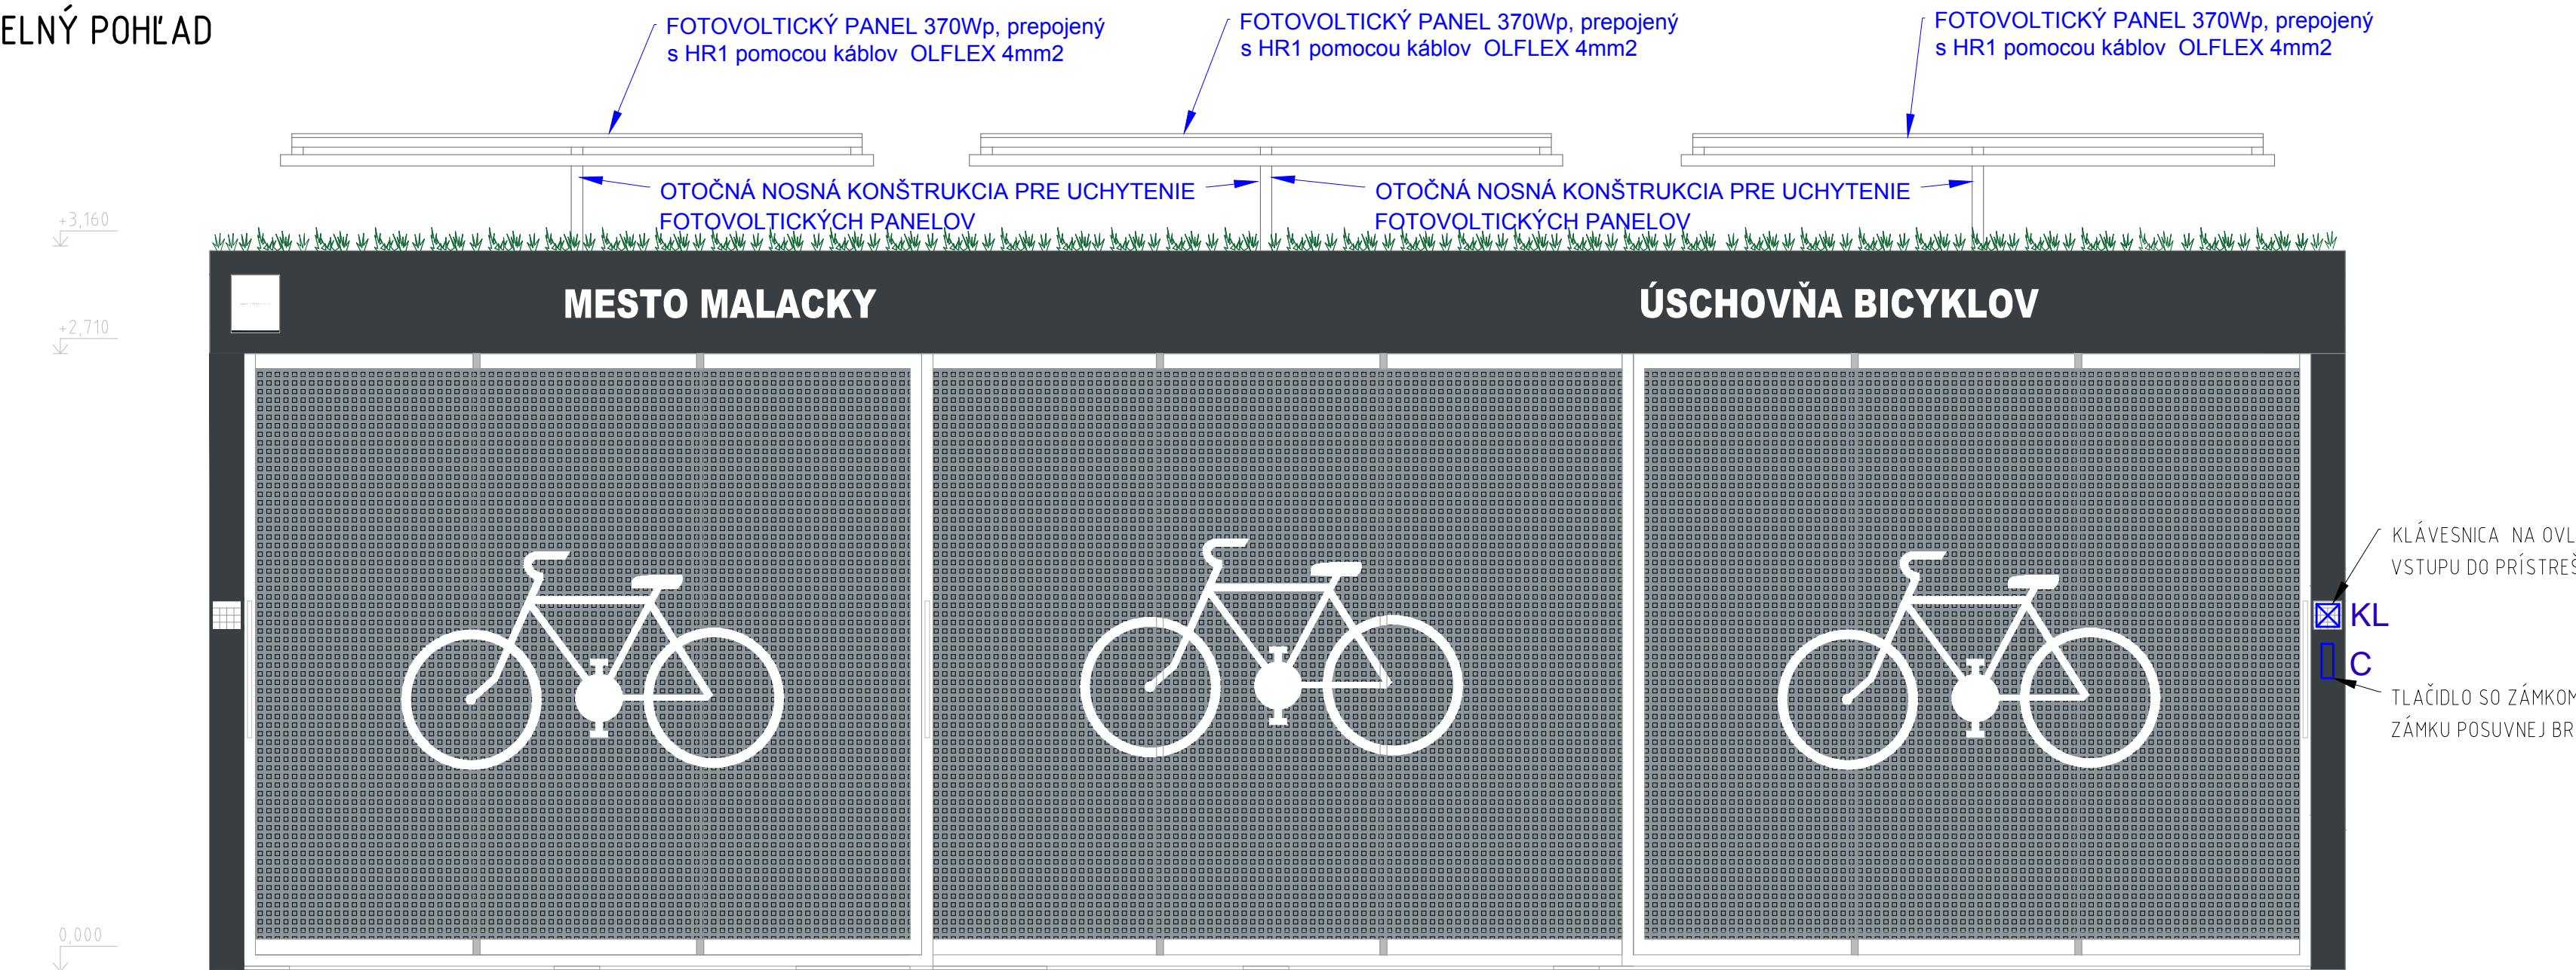 ELNÝ POHĽAD
FOTOVOLTICKÝ PANEL 370Wp, prepojený
s HR1 pomocou káblov OLFLEX 4mm2
FOTOVOLTICKÝ PANEL 370Wp, prepojený
s HR1 pomocou káblov OLFLEX 4mm2
FOTOVOLTICKÝ PANEL 370Wp, prepojený
s HR1 pomocou káblov OLFLEX 4mm2
OTOČNÁ NOSNÁ KONŠTRUKCIA PRE UCHYTENIE
FOTOVOLTICKÝCH PANELOV
OTOČNÁ NOSNÁ KONŠTRUKCIA PRE UCHYTENIE
FOTOVOLTICKÝCH PANELOV
+3,160
+2,710
MESTO MALACKY
ÚSCHOVŇA BICYKLOV
KLÁVESNICA NA OVL
VSTUPU DO PRÍSTREŠ
KL
C
TLAČIDLO SO ZÁMKOM
ZÁMKU POSUVNEJ BR
0,000